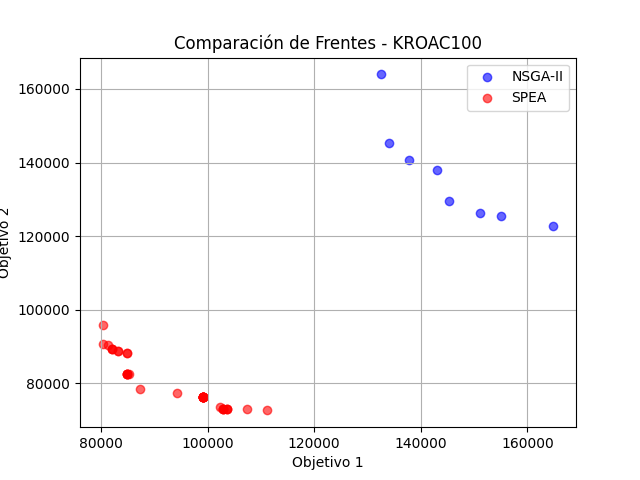 Comparación de Frentes - KROAC100
NSGA-II
SPEA
160000
140000
120000
100000
80000
Objetivo 2
80000 100000 120000 140000 160000
Objetivo 1